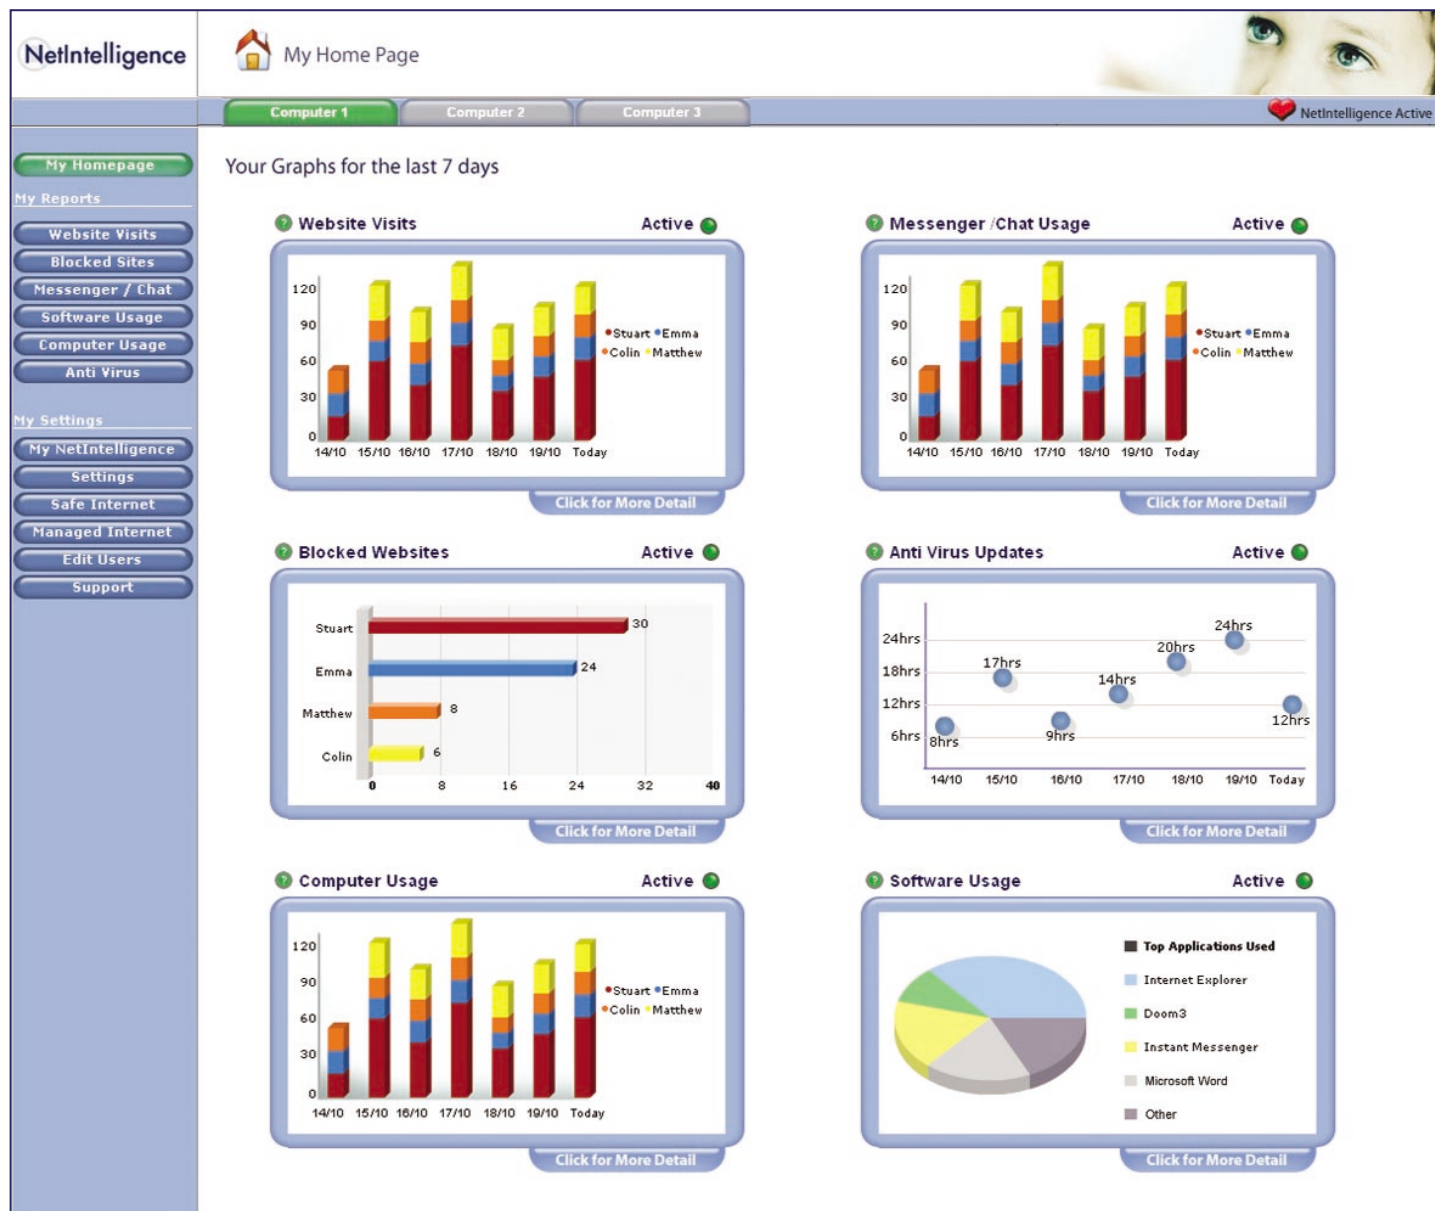 NetIntelligence
My Home Page
Computer 1 Computer 2 Computer 3
NetIntelligence Active
My Homepage
My Reports
Website Visits
Blocked Sites
Messenger / Chat
Software Usage
Computer Usage
Anti Virus
My Settings
My NetIntelligence
Settings
Safe Internet
Managed Internet
Edit Users
Support
Your Graphs for the last 7 days
? Website Visits Active
120
90
60
30
0
14/10 15/10 16/10 17/10 18/10 19/10 Today
Stuart Emma
Colin Matthew
Click for More Detail
? Messenger /Chat Usage Active
120
90
60
30
0
14/10 15/10 16/10 17/10 18/10 19/10 Today
Stuart Emma
Colin Matthew
Click for More Detail
? Blocked Websites Active
Stuart 30
Emma 24
Matthew 8
Colin 6
0 8 16 24 32 40
Click for More Detail
? Anti Virus Updates Active
24hrs
18hrs
12hrs
6hrs
8hrs 17hrs 9hrs 14hrs 20hrs 24hrs 12hrs
14/10 15/10 16/10 17/10 18/10 19/10 Today
Click for More Detail
? Computer Usage Active
120
90
60
30
0
14/10 15/10 16/10 17/10 18/10 19/10 Today
Stuart Emma
Colin Matthew
Click for More Detail
? Software Usage Active
Top Applications Used
Internet Explorer
Doom3
Instant Messenger
Microsoft Word
Other
Click for More Detail